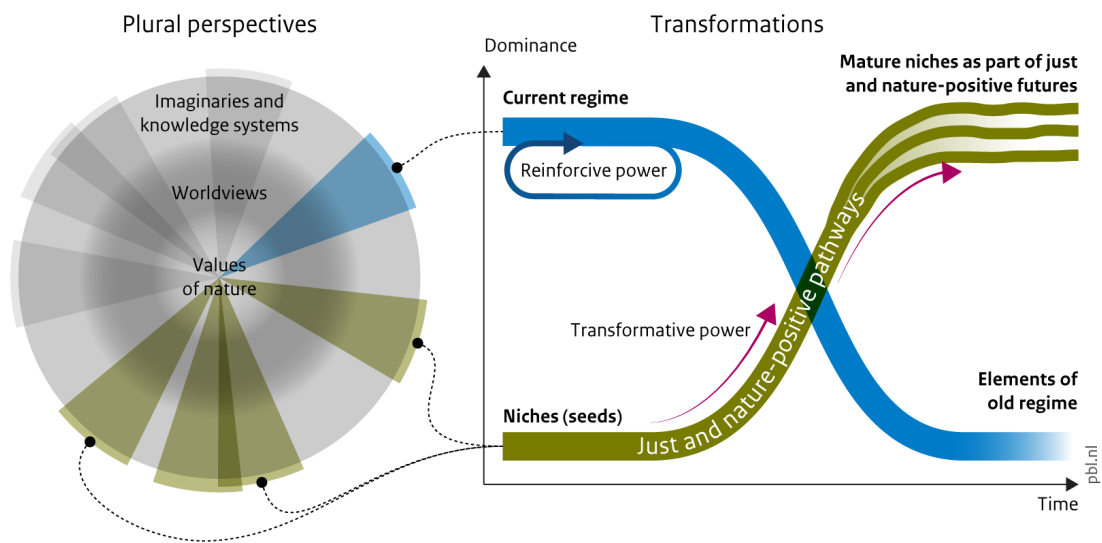 Plural perspectives
Imaginaries and
knowledge systems
Worldviews
Values
of nature
Transformations
Dominance
Mature niches as part of just
and nature-positive futures
Current regime
Reinforcive power
Transformative power
Just and nature-positive pathways
Niches (seeds)
Elements of
old regime
Time
pbl.nl